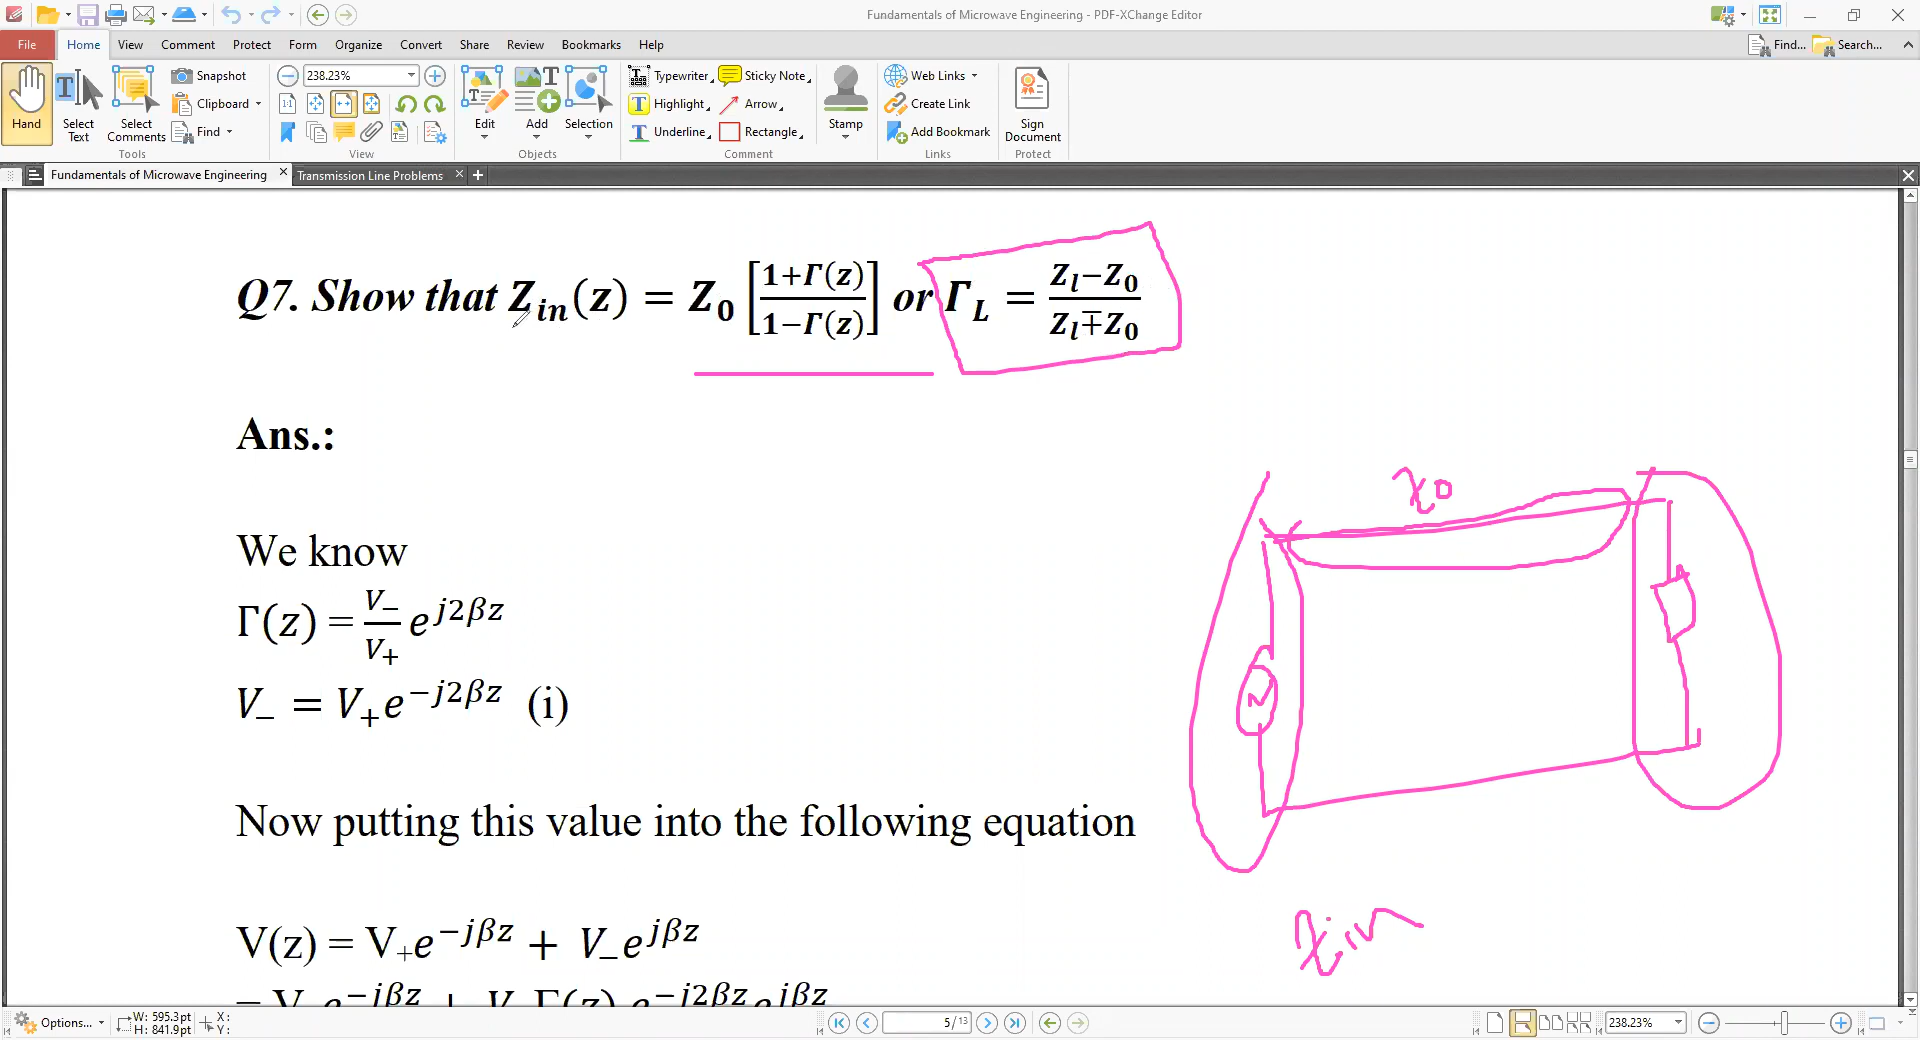 Fundamentals of Microwave Engineering - PDF-XChange Editor
File Home View Comment Protect Form Organize Convert Share Review Bookmarks Help Find... Search...
Hand
Select Text
Select Comments
Snapshot
Clipboard
Find
Tools
238.23%
View
Edit
Add
Selection
Objects
Typewriter
Highlight
Underline
Sticky Note
Arrow
Rectangle
Stamp
Comment
Web Links
Create Link
Add Bookmark
Links
Sign Document
Protect
Fundamentals of Microwave Engineering Transmission Line Problems
Q7. Show that Z_in(z) = Z_0 [1+Γ(z) / 1−Γ(z)] or Γ_L = Z_l−Z_0 / Z_l∓Z_0
Ans.:
z0
We know
Γ(z) = V_− / V_+ e^{j2βz}
V_− = V_+e^{−j2βz} (i)
Now putting this value into the following equation
V(z) = V_+e^{−jβz} + V_−e^{jβz}
zin
Options...
W: 595.3pt
H: 841.9pt
X:
Y:
5 / 13
238.23%